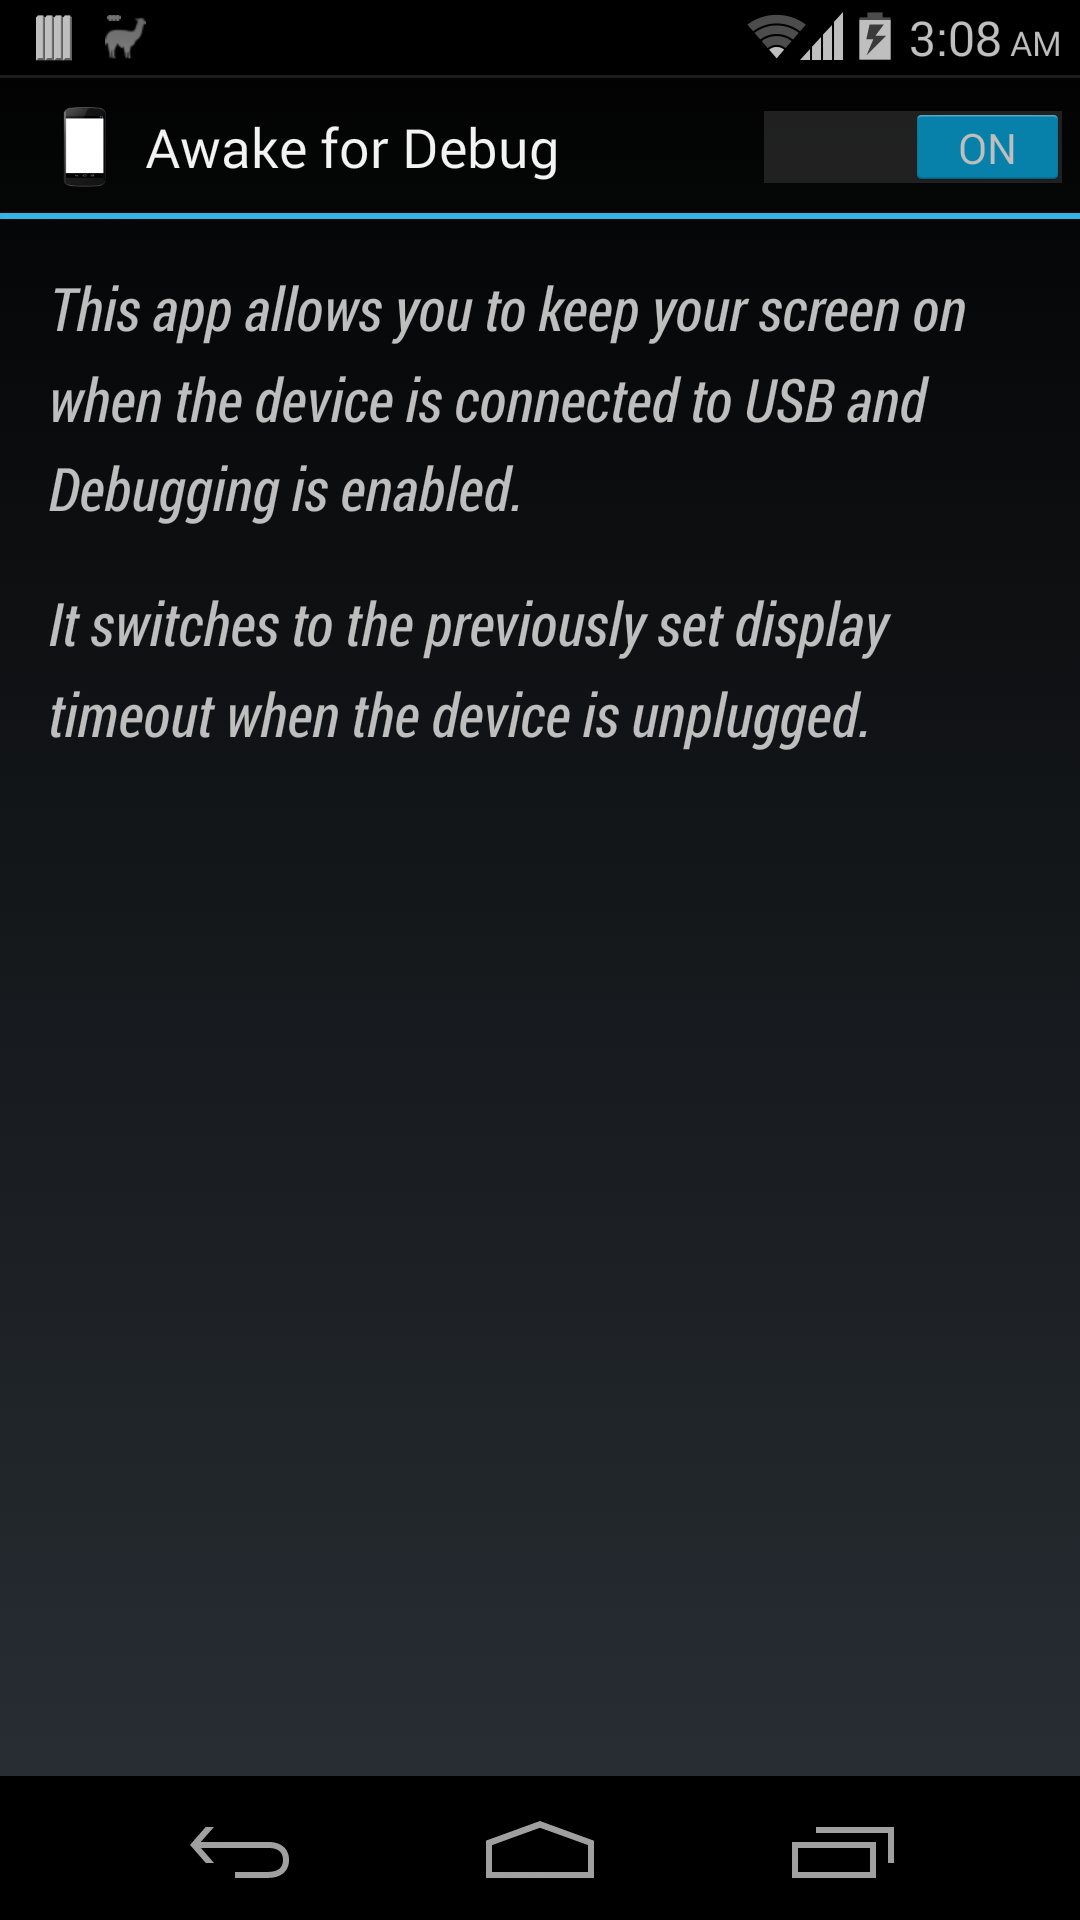 3:08 AM
Awake for Debug
ON
This app allows you to keep your screen on
when the device is connected to USB and
Debugging is enabled.
It switches to the previously set display
timeout when the device is unplugged.